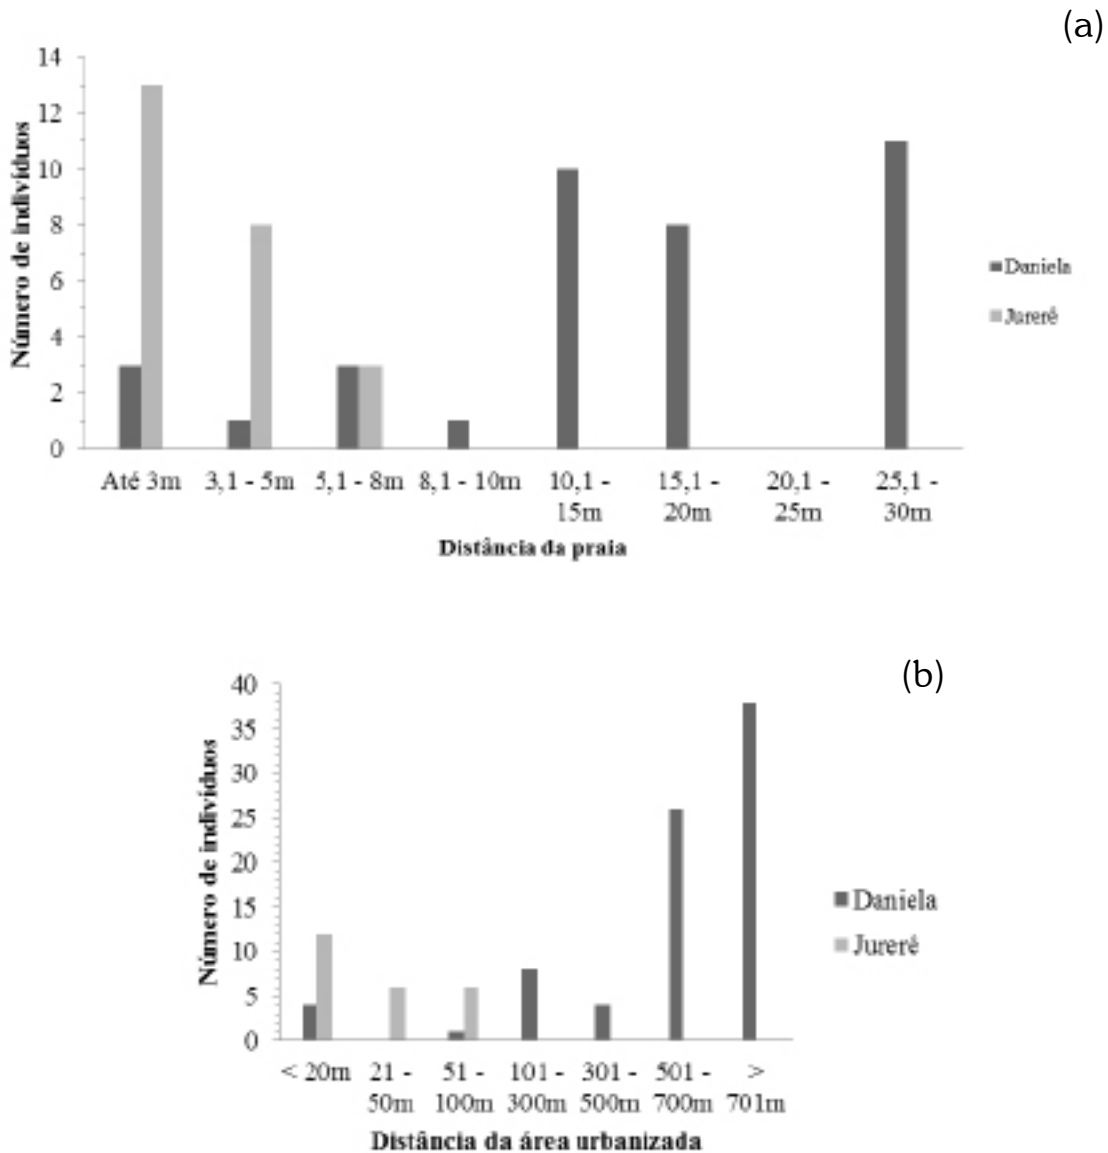 (a)
14
12
10
8
6
4
2
0
Número de indivíduos
Até 3m 3,1 - 5m 5,1 - 8m 8,1 - 10m 10,1 - 15,1 - 20,1 - 25,1 -
15m 20m 25m 30m
Distância da praia
Daniela
Jurerê
(b)
40
35
30
25
20
15
10
5
0
Número de indivíduos
< 20m 21 - 51 - 101 - 301 - 501 - >
50m 100m 300m 500m 700m 701m
Distância da área urbanizada
Daniela
Jurerê